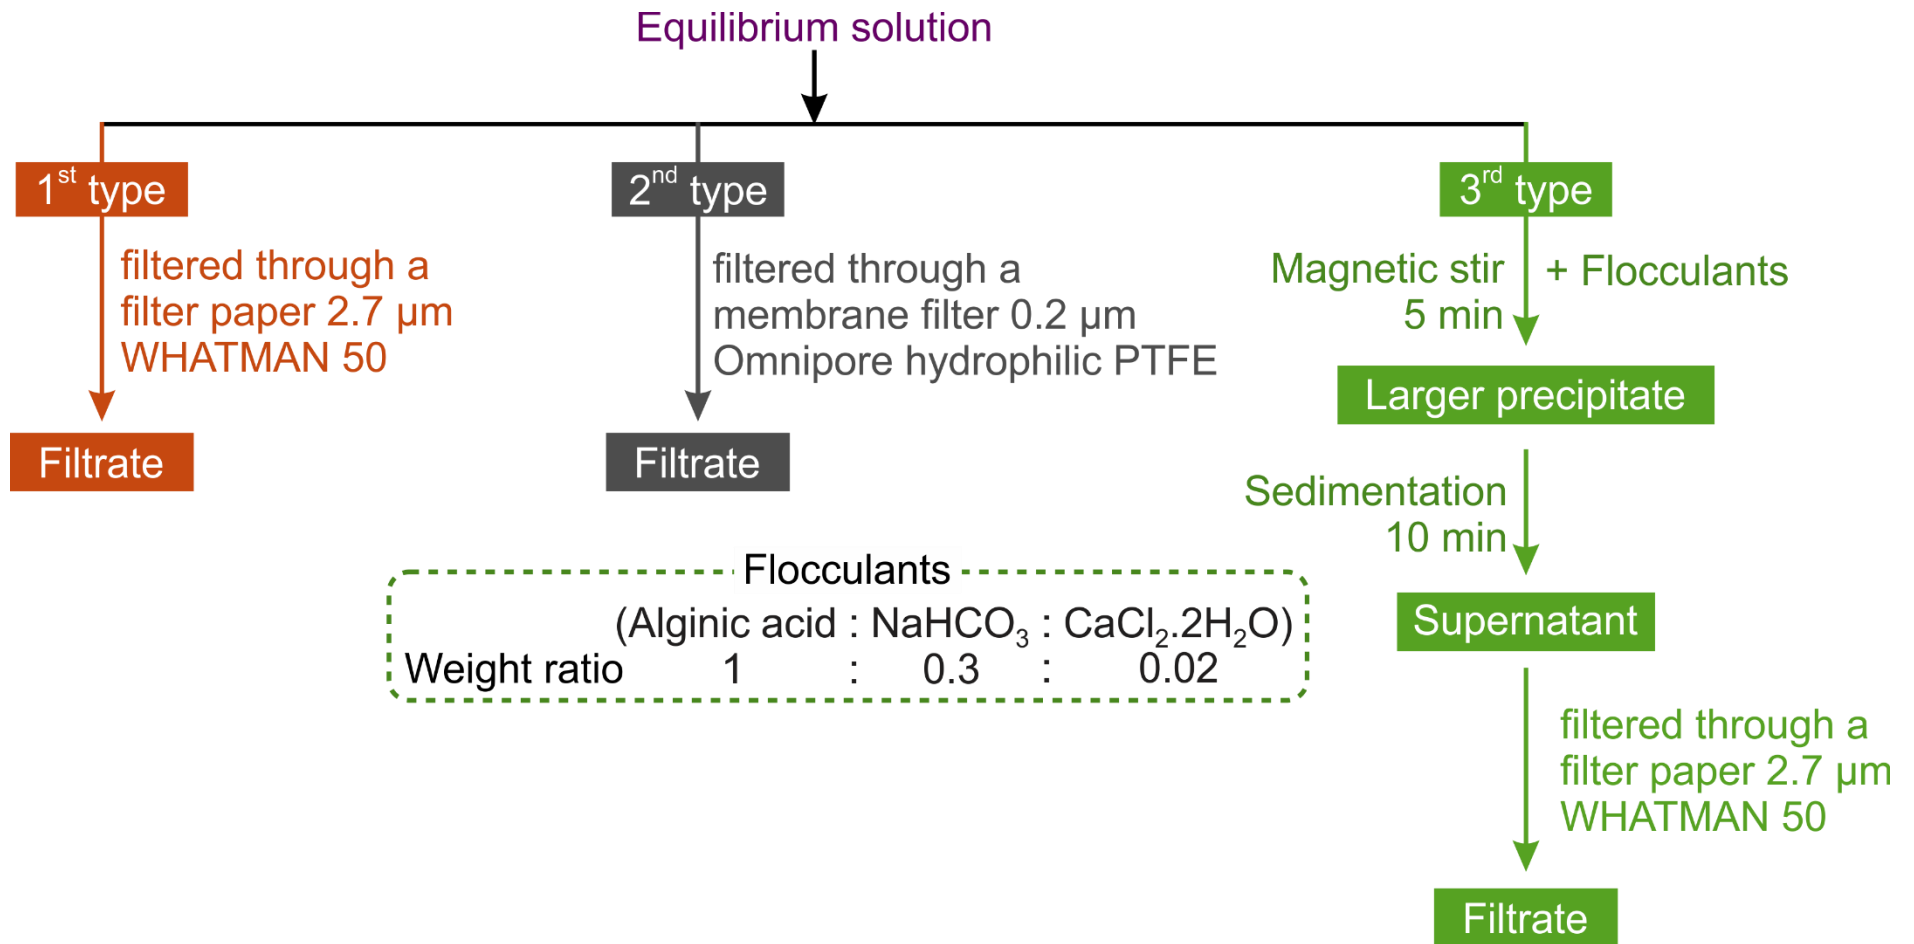 Equilibrium solution
1st type
filtered through a
filter paper 2.7 µm
WHATMAN 50
Filtrate
2nd type
filtered through a
membrane filter 0.2 µm
Omnipore hydrophilic PTFE
Filtrate
3rd type
Magnetic stir
5 min
+ Flocculants
Larger precipitate
Sedimentation
10 min
Supernatant
filtered through a
filter paper 2.7 µm
WHATMAN 50
Filtrate
Flocculants
(Alginic acid : NaHCO3 : CaCl2.2H2O)
Weight ratio 1 : 0.3 : 0.02